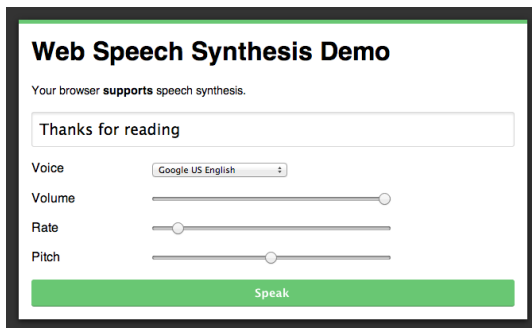 Web Speech Synthesis Demo
Your browser supports speech synthesis.
Thanks for reading
Voice
Google US English
Volume
Rate
Pitch
Speak